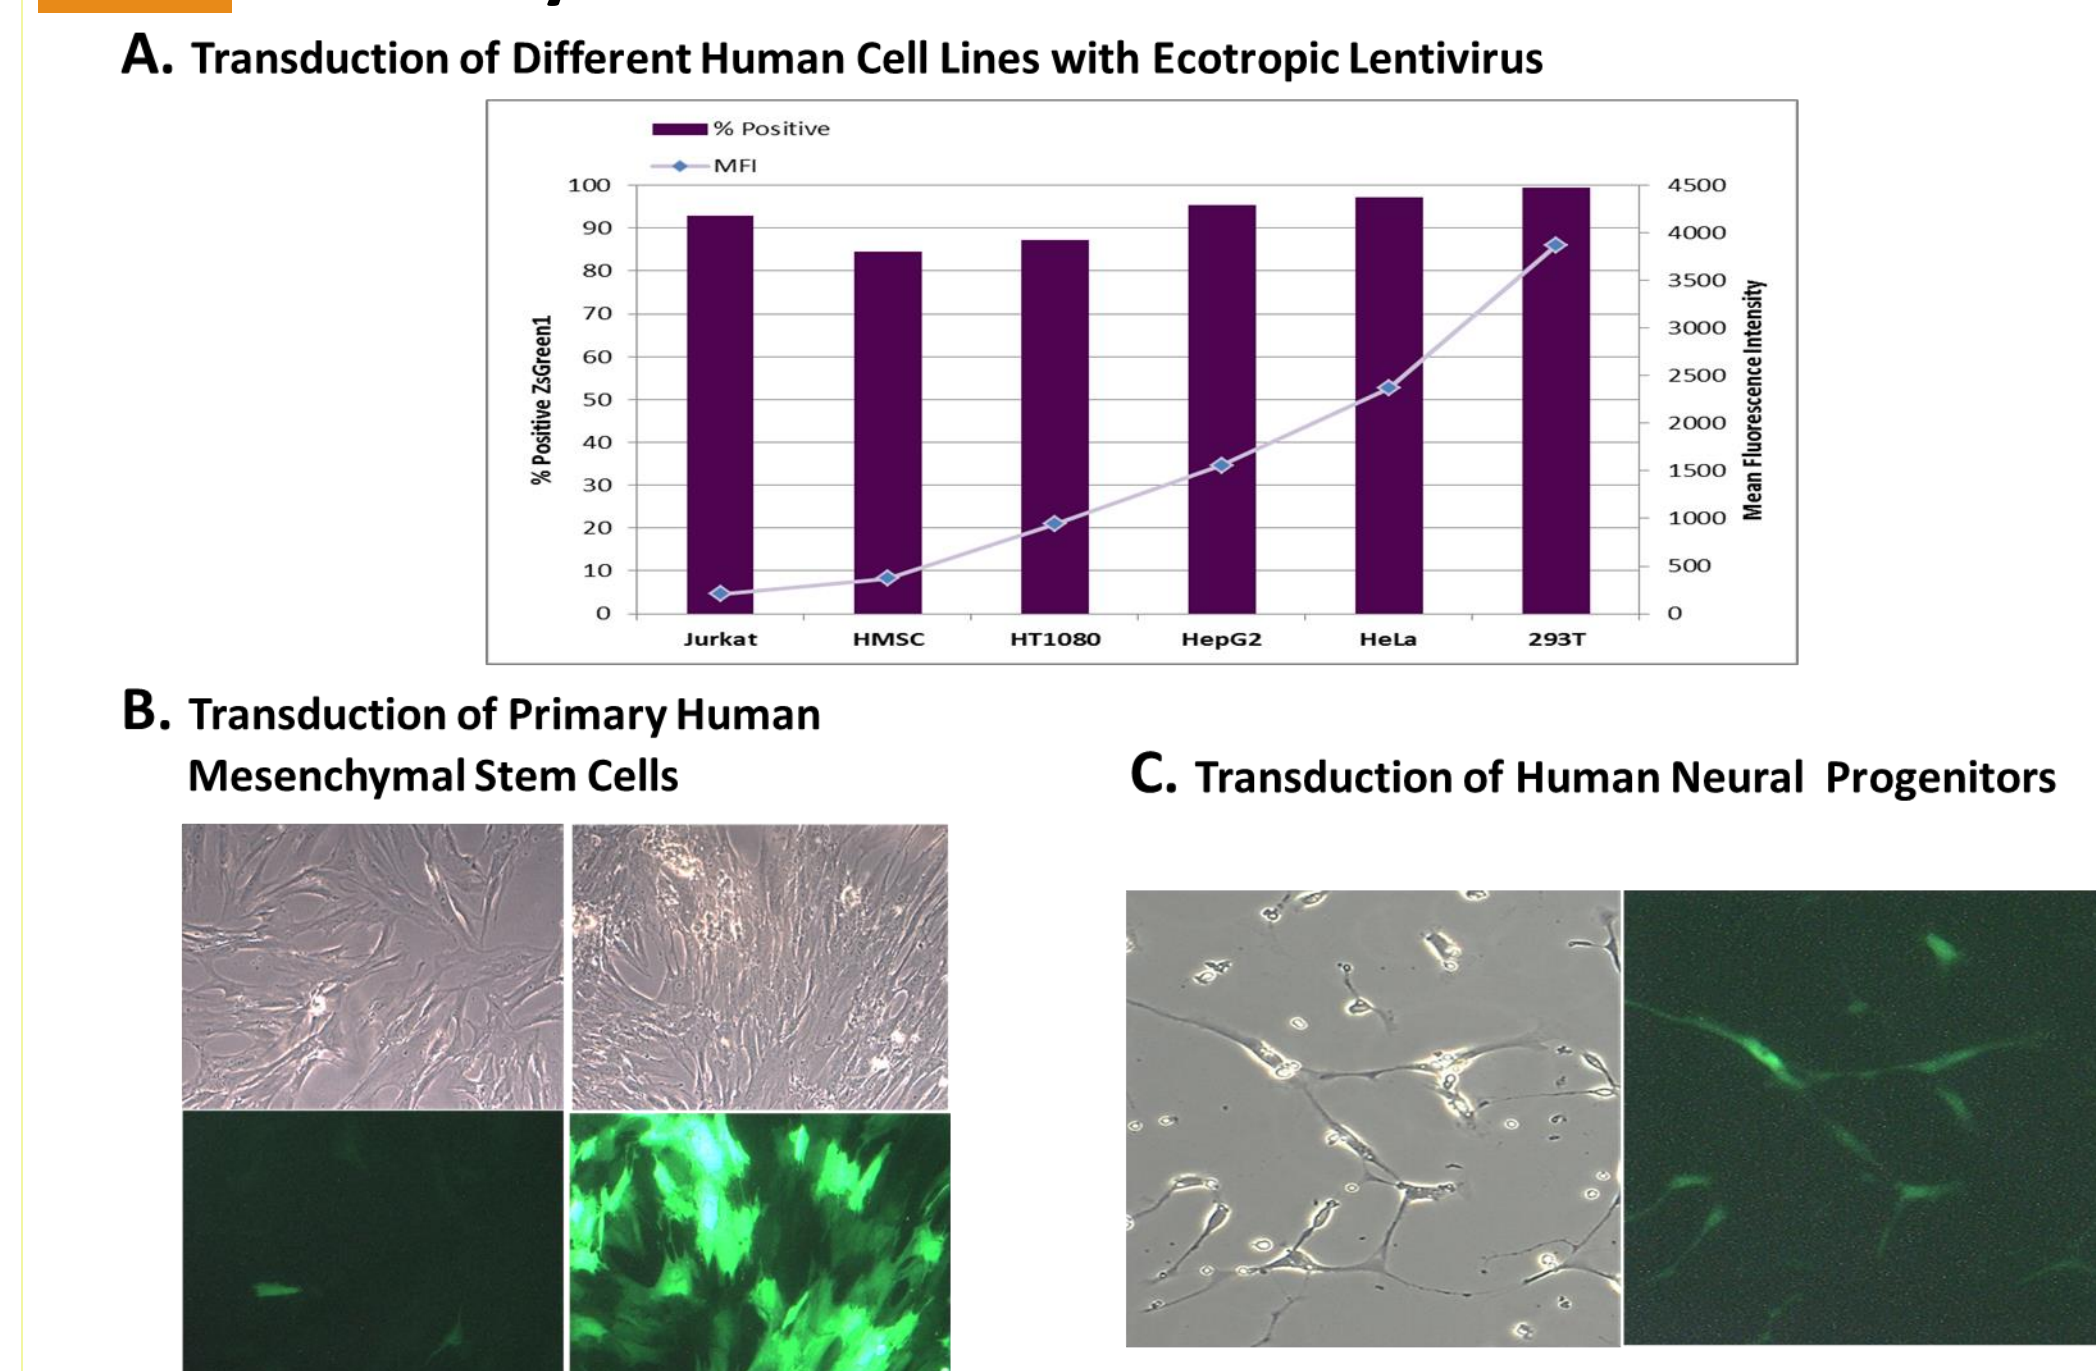 A. Transduction of Different Human Cell Lines with Ecotropic Lentivirus
% Positive
MFI
100
90
80
70
60
50
40
30
20
10
0
4500
4000
3500
3000
2500
2000
1500
1000
500
0
% Positive ZsGreen1
Mean Fluorescence Intensity
Jurkat HMSC HT1080 HepG2 HeLa 293T
B. Transduction of Primary Human
Mesenchymal Stem Cells
C. Transduction of Human Neural Progenitors